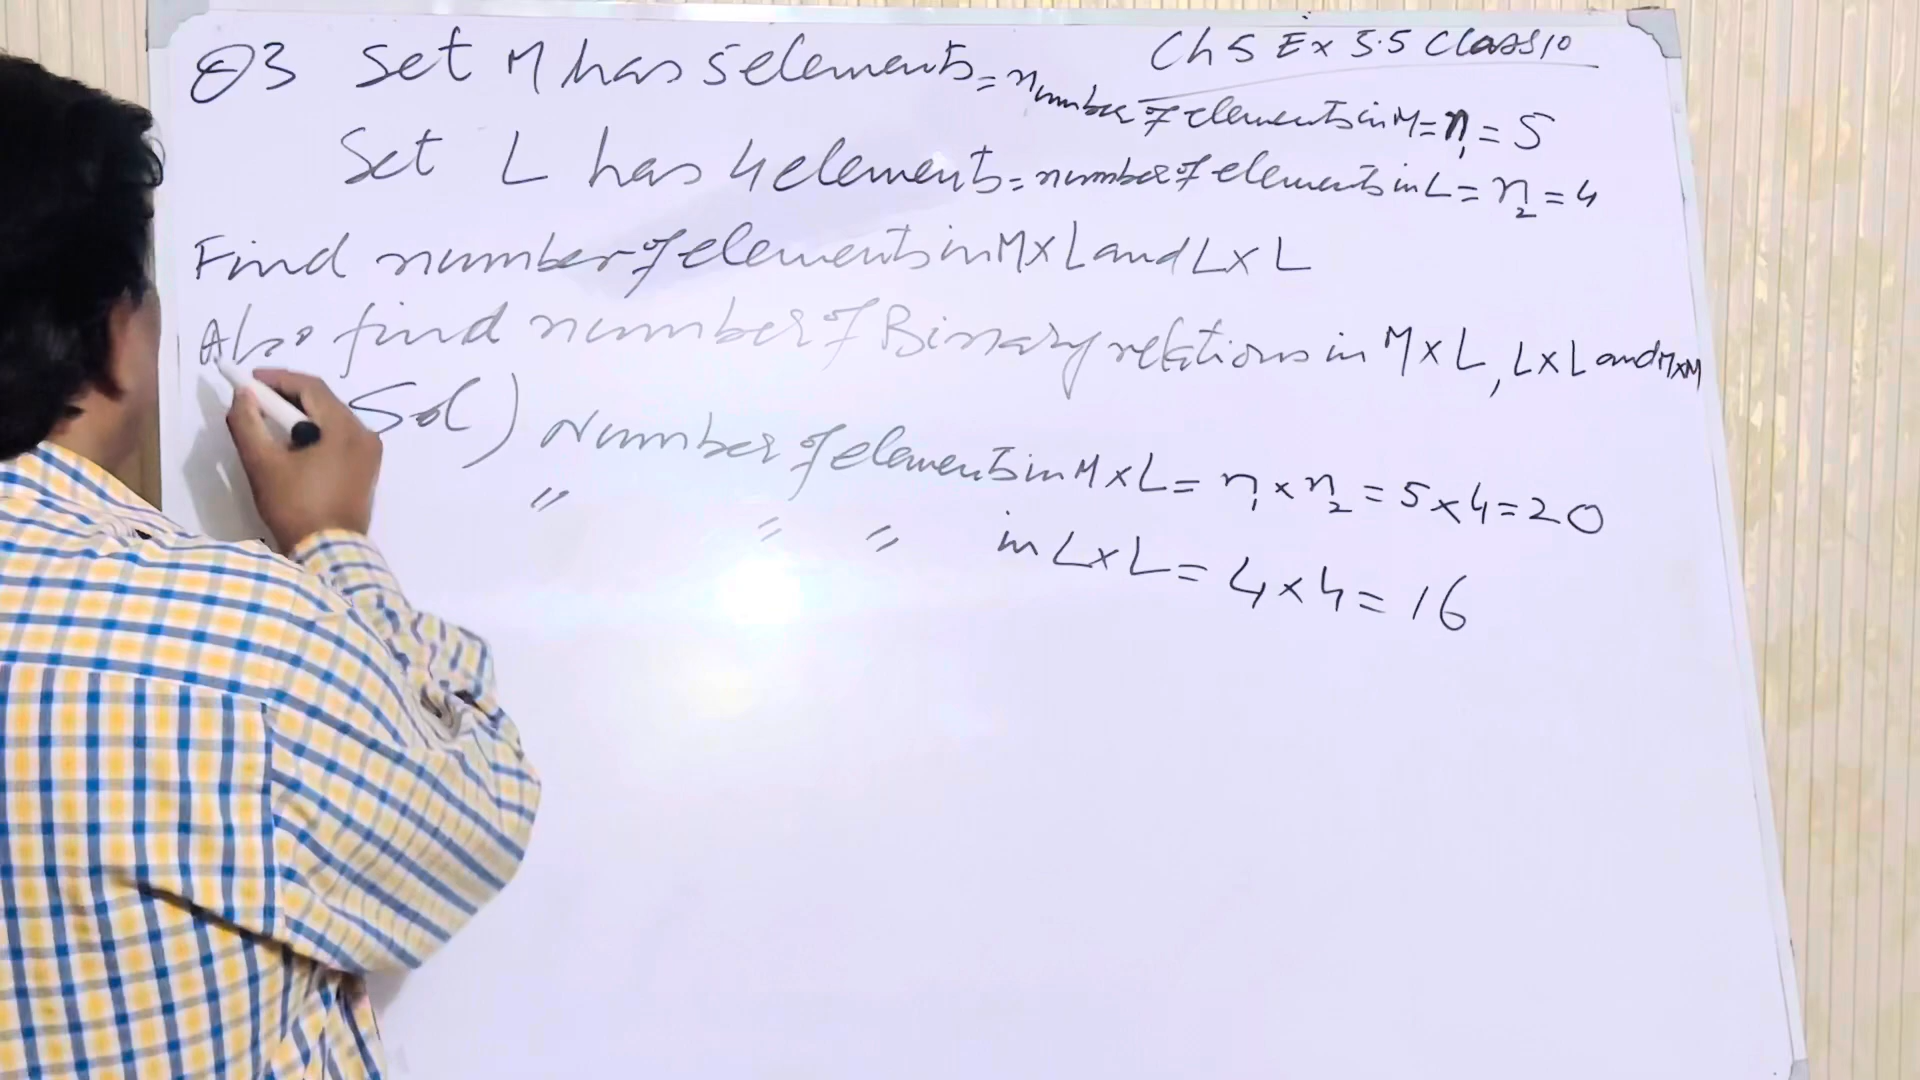 Ch 5 Ex 5.5 Class 10
Q3 Set M has 5 elements = number of elements in M = n₁ = 5
Set L has 4 elements = number of elements in L = n₂ = 4
Find number of elements in M×L and L×L
Also find number of Binary relations in M×L, L×L and M×M
Sol) Number of elements in M×L = n₁ × n₂ = 5×4=20
" " " in L×L = 4×4= 16